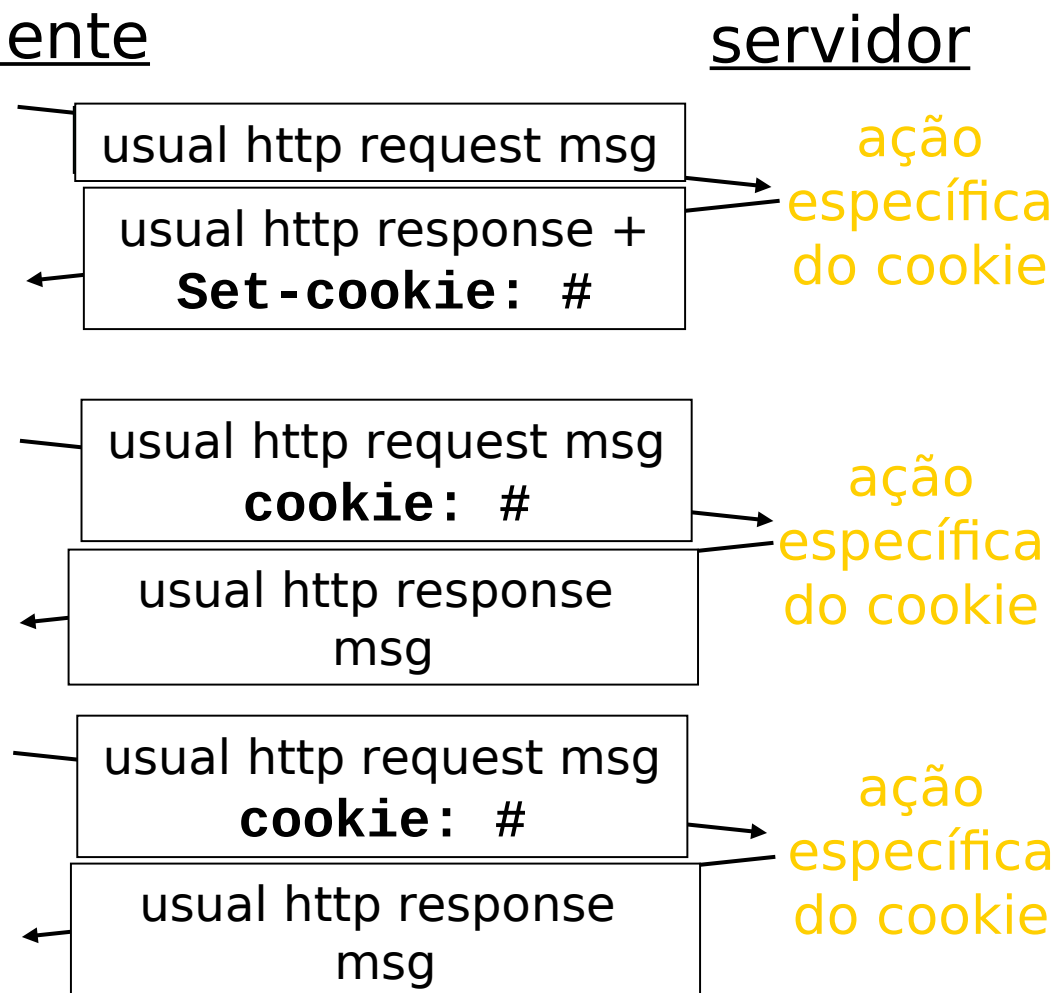 ente
servidor
usual http request msg
ação
específica
do cookie
usual http response +
Set-cookie: #
usual http request msg
cookie: #
ação
específica
do cookie
usual http response
msg
usual http request msg
cookie: #
ação
específica
do cookie
usual http response
msg